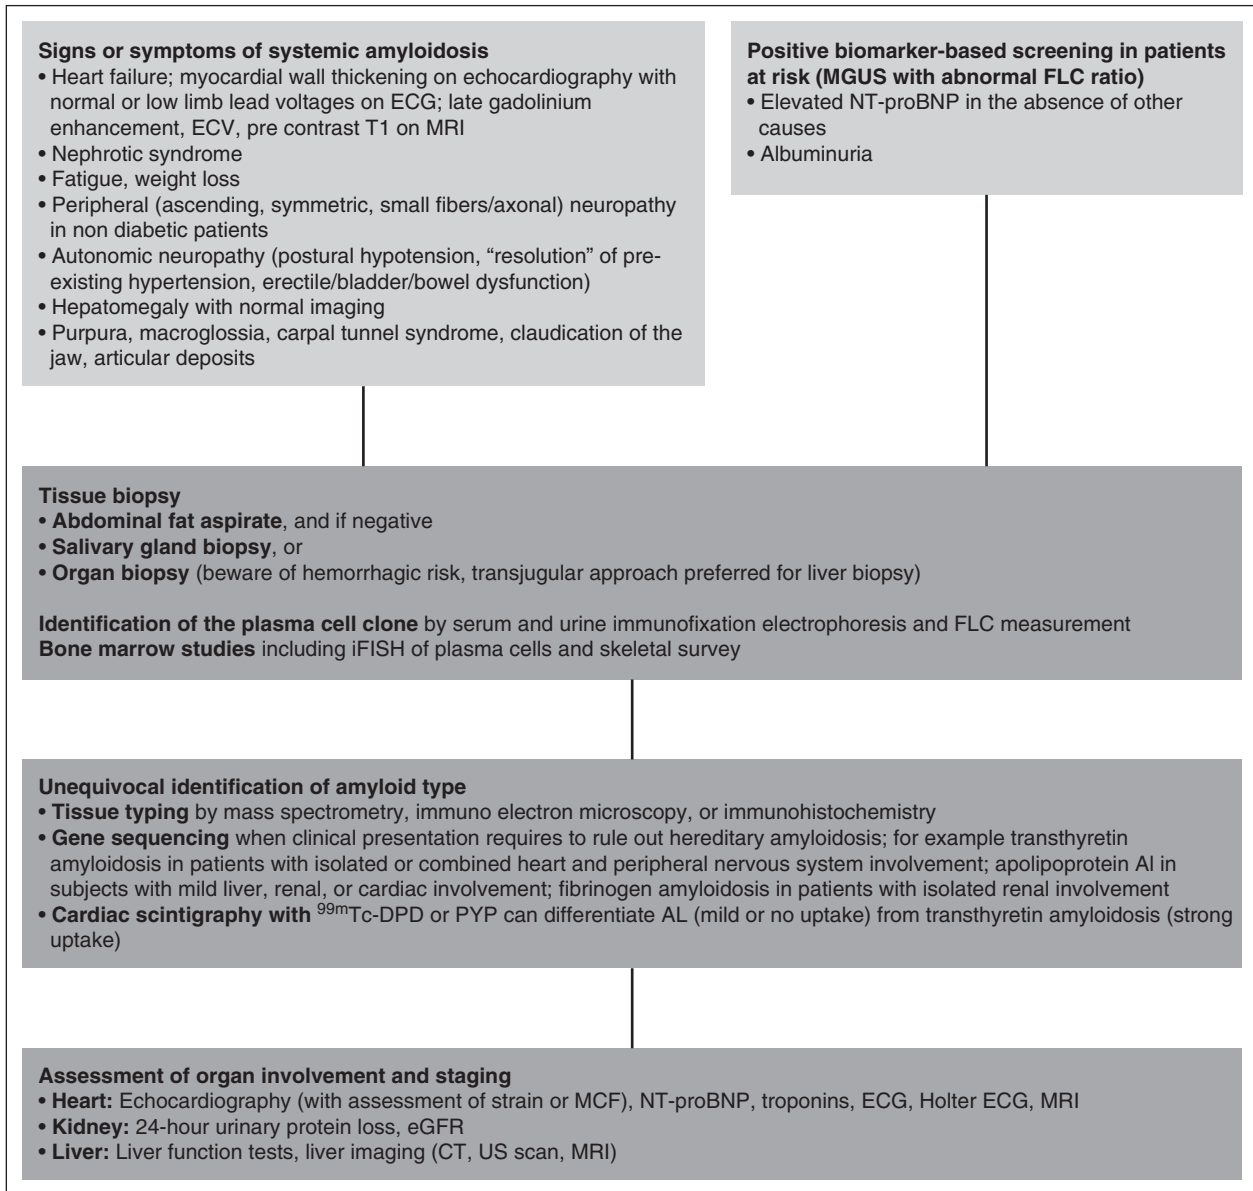 Signs or symptoms of systemic amyloidosis
• Heart failure; myocardial wall thickening on echocardiography with
normal or low limb lead voltages on ECG; late gadolinium
enhancement, ECV, pre contrast T1 on MRI
• Nephrotic syndrome
• Fatigue, weight loss
• Peripheral (ascending, symmetric, small fibers/axonal) neuropathy
in non diabetic patients
• Autonomic neuropathy (postural hypotension, “resolution” of pre-
existing hypertension, erectile/bladder/bowel dysfunction)
• Hepatomegaly with normal imaging
• Purpura, macroglossia, carpal tunnel syndrome, claudication of the
jaw, articular deposits
Positive biomarker-based screening in patients
at risk (MGUS with abnormal FLC ratio)
• Elevated NT-proBNP in the absence of other
causes
• Albuminuria
Tissue biopsy
• Abdominal fat aspirate, and if negative
• Salivary gland biopsy, or
• Organ biopsy (beware of hemorrhagic risk, transjugular approach preferred for liver biopsy)
Identification of the plasma cell clone by serum and urine immunofixation electrophoresis and FLC measurement
Bone marrow studies including iFISH of plasma cells and skeletal survey
Unequivocal identification of amyloid type
• Tissue typing by mass spectrometry, immuno electron microscopy, or immunohistochemistry
• Gene sequencing when clinical presentation requires to rule out hereditary amyloidosis; for example transthyretin
amyloidosis in patients with isolated or combined heart and peripheral nervous system involvement; apolipoprotein AI in
subjects with mild liver, renal, or cardiac involvement; fibrinogen amyloidosis in patients with isolated renal involvement
• Cardiac scintigraphy with 99mTc-DPD or PYP can differentiate AL (mild or no uptake) from transthyretin amyloidosis (strong
uptake)
Assessment of organ involvement and staging
• Heart: Echocardiography (with assessment of strain or MCF), NT-proBNP, troponins, ECG, Holter ECG, MRI
• Kidney: 24-hour urinary protein loss, eGFR
• Liver: Liver function tests, liver imaging (CT, US scan, MRI)